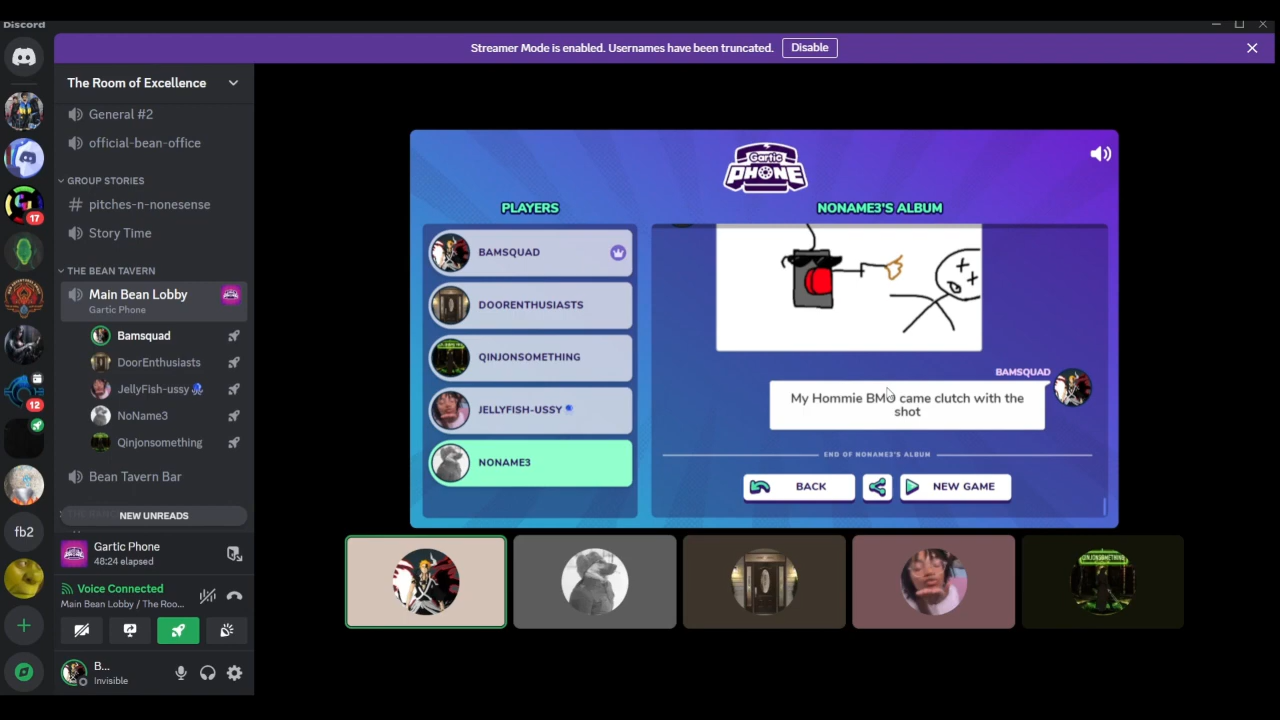 Discord
Streamer Mode is enabled. Usernames have been truncated.
Disable
The Room of Excellence
General #2
official-bean-office
GROUP STORIES
pitches-n-nonesense
Story Time
THE BEAN TAVERN
Main Bean Lobby
Gartic Phone
Bamsquad
DoorEnthusiasts
JellyFish-ussy
NoName3
Qinjonsomething
Bean Tavern Bar
NEW UNREADS
Gartic Phone
48:24 elapsed
Voice Connected
Main Bean Lobby / The Roo...
B...
Invisible
17
12
fb2
Gartic
PHONE
PLAYERS
BAMSQUAD
DOORENTHUSIASTS
QINJONSOMETHING
JELLYFISH-USSY
NONAME3
NONAME3'S ALBUM
BAMSQUAD
My Hommie BMO came clutch with the
shot
END OF NONAME3'S ALBUM
BACK
NEW GAME
QINJONSOMETHING